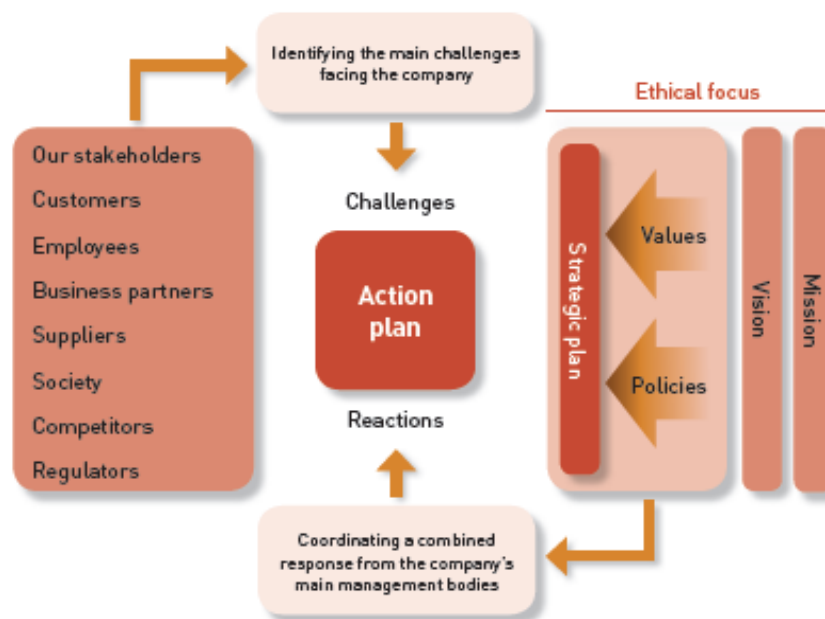 Identifying the main challenges
facing the company
Ethical focus
Our stakeholders
Customers
Employees
Business partners
Suppliers
Society
Competitors
Regulators
Challenges
Action
plan
Reactions
Strategic plan
Values
Policies
Vision
Mission
Coordinating a combined
response from the company's
main management bodies